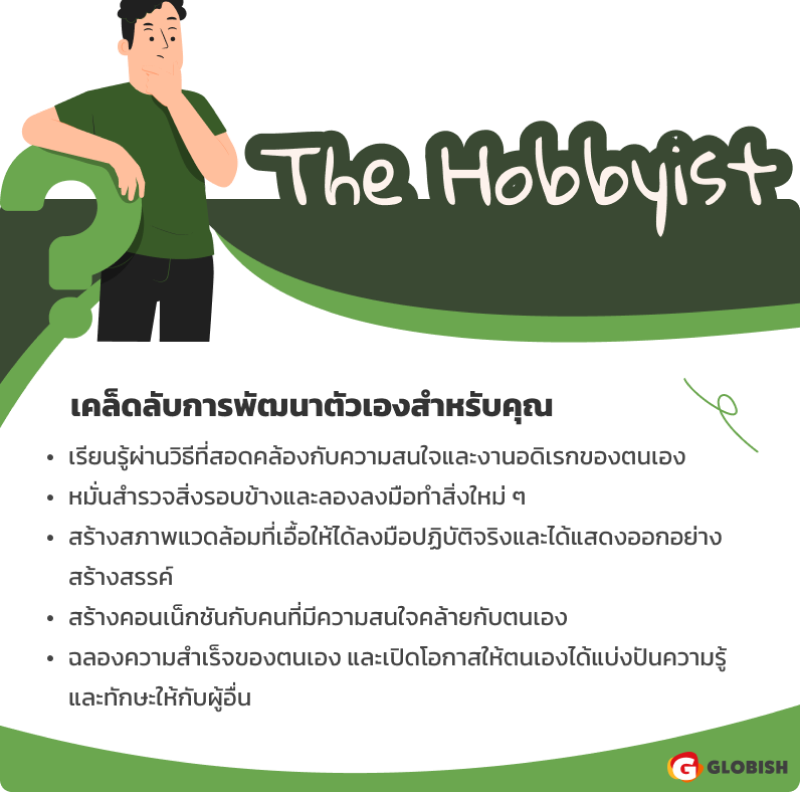 The Hobbyist
เคล็ดลับการพัฒนาตัวเองสำหรับคุณ
• เรียนรู้ผ่านวิธีที่สอดคล้องกับความสนใจและงานอดิเรกของตนเอง
• หมั่นสำรวจสิ่งรอบข้างและลองลงมือทำสิ่งใหม่ ๆ
• สร้างสภาพแวดล้อมที่เอื้อให้ได้ลงมือปฏิบัติจริงและได้แสดงออกอย่าง
สร้างสรรค์
• สร้างคอนเน็กชันกับคนที่มีความสนใจคล้ายกับตนเอง
• ฉลองความสำเร็จของตนเอง และเปิดโอกาสให้ตนเองได้แบ่งปันความรู้
และทักษะให้กับผู้อื่น
G GLOBISH